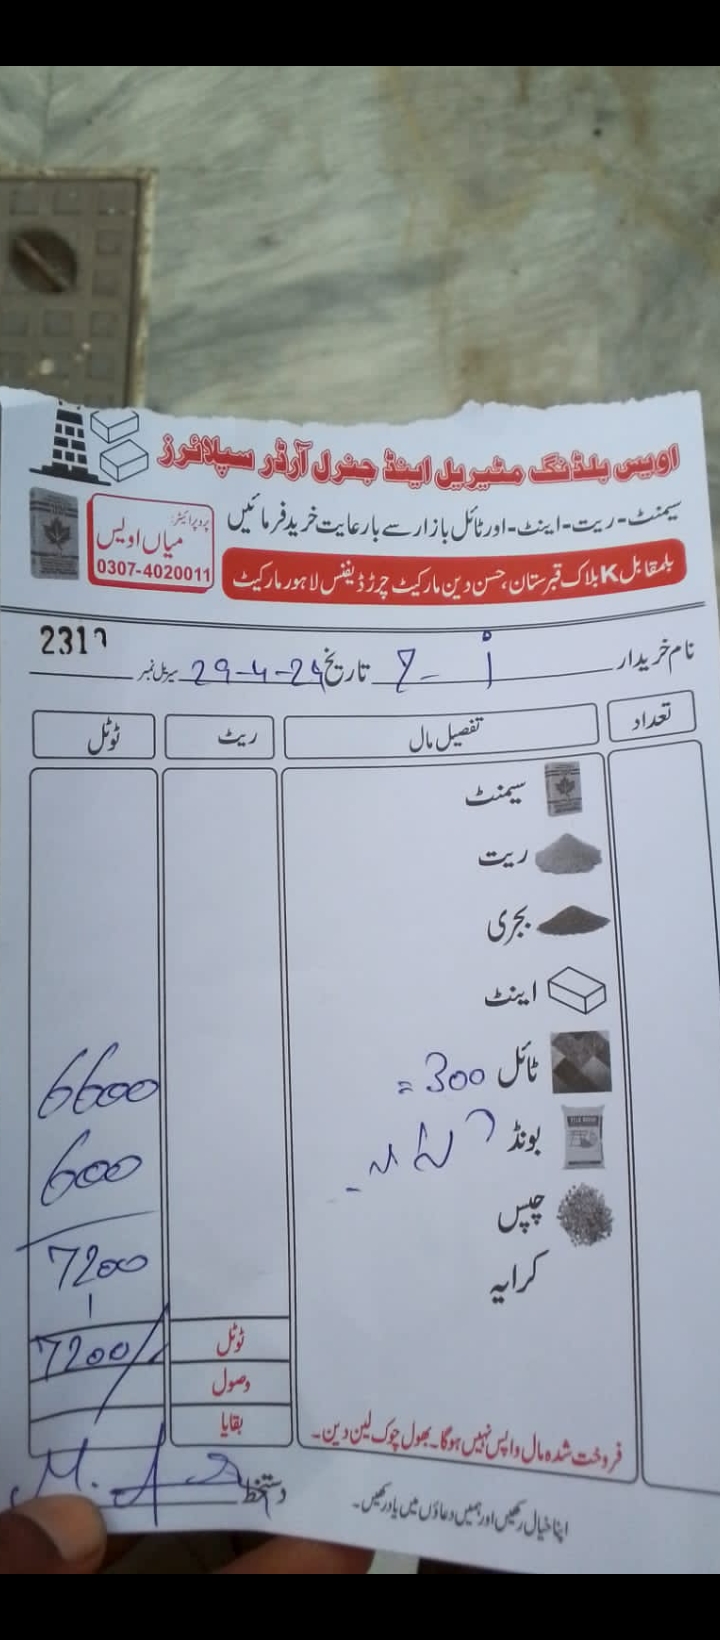 اویس بلڈنگ مٹیریل اینڈ جنرل آرڈر سپلائرز
سیمنٹ-ریت-اینٹ-اور ٹائل بازار سے بارعایت خرید فرمائیں
پروپرائیٹر:
میاں اویس
0307-4020011
بلمقابل K بلاک قبرستان، حسن دین مارکیٹ چرڑ ڈیفنس لاہور مارکیٹ
2319
نام خریدار
تاریخ 29-4-24 سیریل نمبر
تعداد تفصیل مال ریٹ ٹوٹل
سیمنٹ
ریت
بجری
اینٹ
ٹائل 300 = 6600
بونڈ 600
چپس
کرایہ 7200
ٹوٹل 7200/
وصول
بقایا
فروخت شدہ مال واپس نہیں ہوگا۔ بھول چوک لین دین۔
دستخط
اپنا خیال رکھیں اور ہمیں دعاؤں میں یاد رکھیں۔